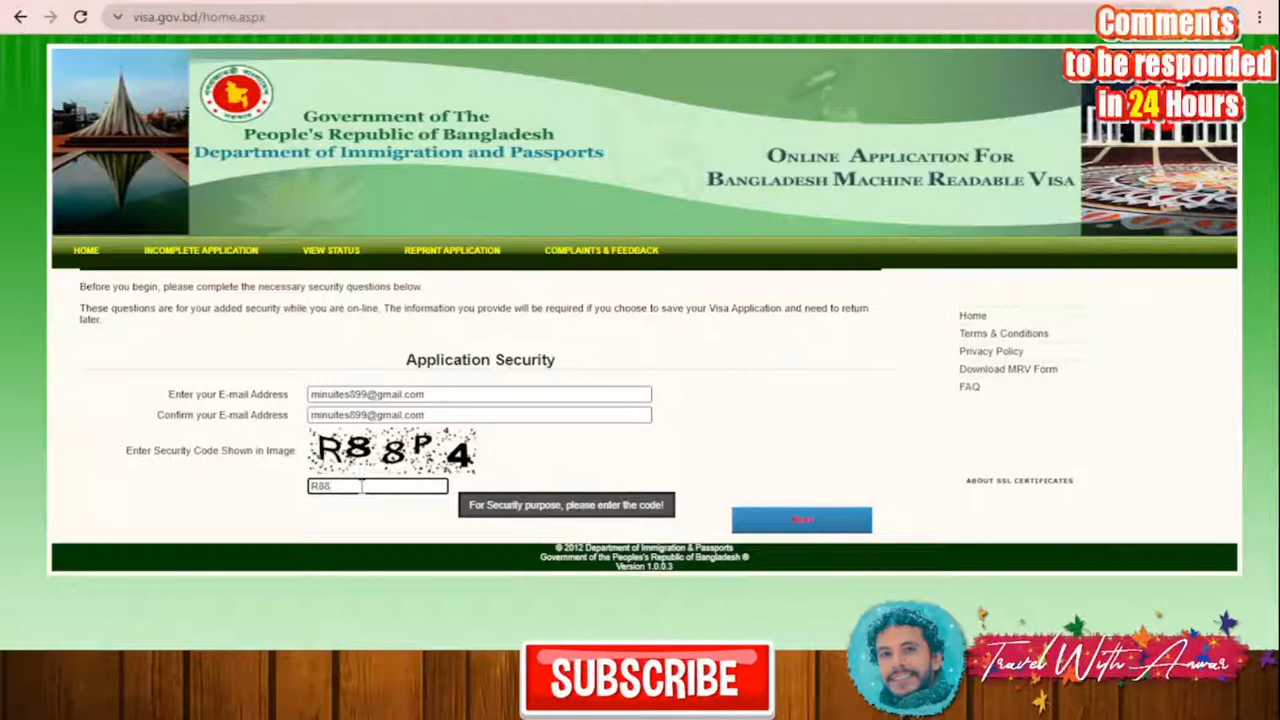 visa.gov.bd/home.aspx
Comments
to be responded
in 24 Hours
Government of The
People's Republic of Bangladesh
Department of Immigration and Passports
Online Application For
Bangladesh Machine Readable Visa
HOME INCOMPLETE APPLICATION VIEW STATUS REPRINT APPLICATION COMPLAINTS & FEEDBACK
Before you begin, please complete the necessary security questions below.
These questions are for your added security while you are on-line. The information you provide will be required if you choose to save your Visa Application and need to return
later.
Application Security
Enter your E-mail Address minuites899@gmail.com
Confirm your E-mail Address minuites899@gmail.com
Enter Security Code Shown in Image R88P4
R88
For Security purpose, please enter the code!
Next
Home
Terms & Conditions
Privacy Policy
Download MRV Form
FAQ
ABOUT SSL CERTIFICATES
© 2012 Department of Immigration & Passports
Government of the Peoples's Republic of Bangladesh ®
Version 1.0.0.3
SUBSCRIBE
Travel With Anwar